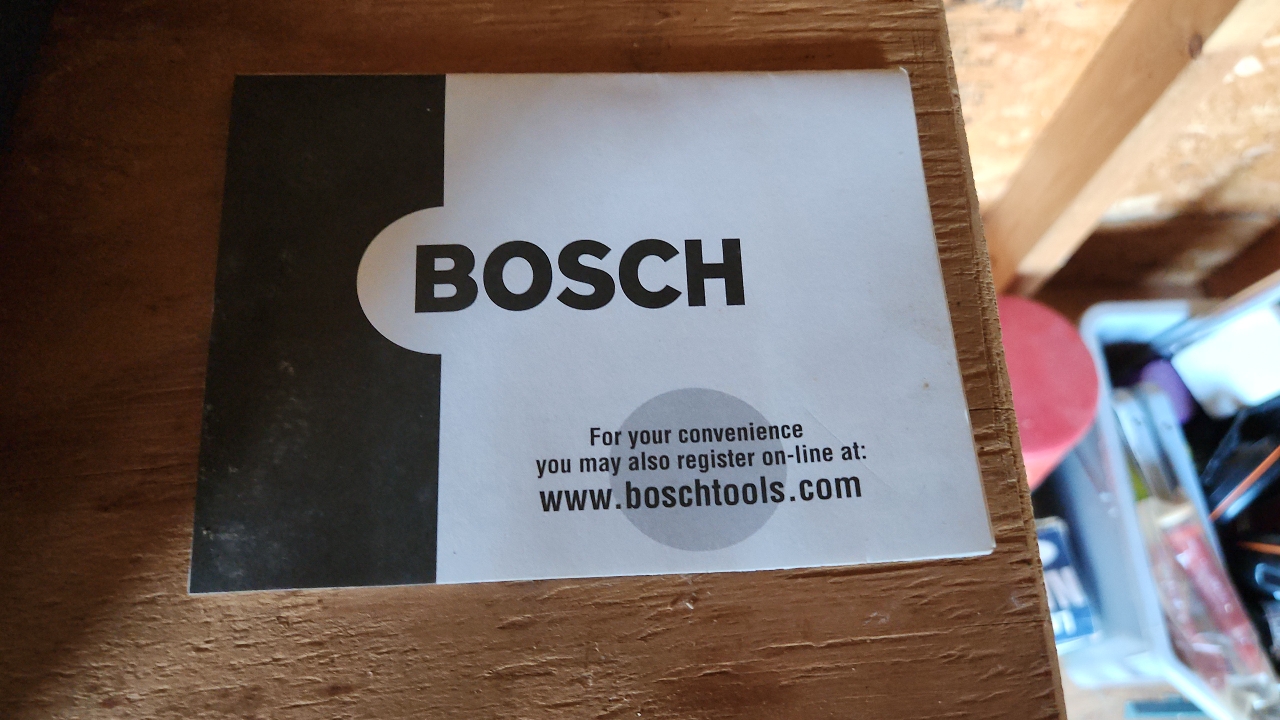 BOSCH
For your convenience
you may also register on-line at:
www.boschtools.com